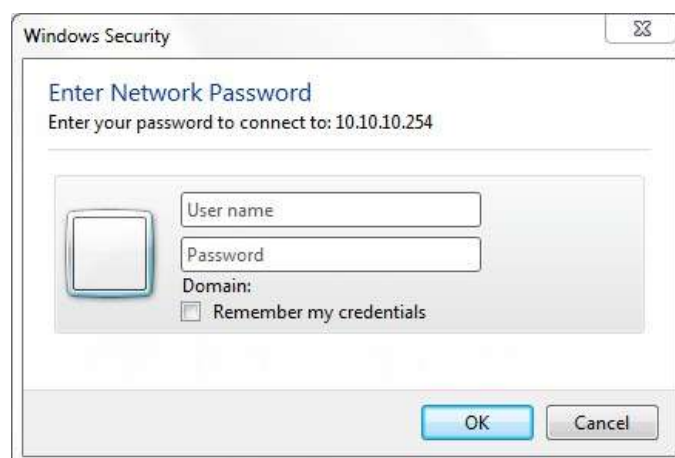 Windows Security
Enter Network Password
Enter your password to connect to: 10.10.10.254
User name
Password
Domain:
Remember my credentials
OK
Cancel